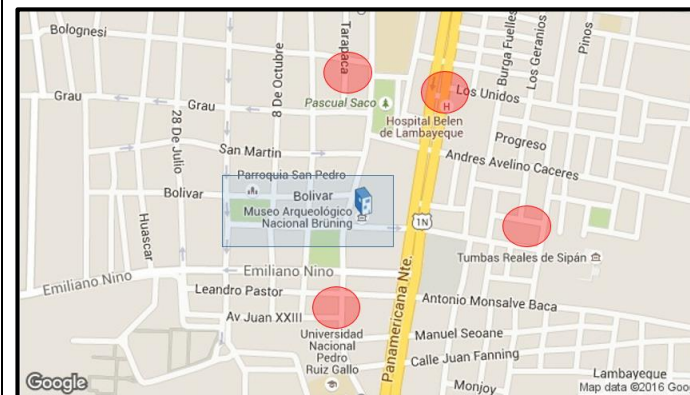 Bolognesi
Tarapaca
8 De Octubre
Burga Fuelles
Los Geranios
Pinos
Grau
Grau
Pascual Saco
Los Unidos
H
Hospital Belen
de Lambayeque
28 De Julio
San Martin
Progreso
Andres Avelino Caceres
Parroquia San Pedro
Bolivar
Bolivar
Museo Arqueológico
Nacional Brüning
1N
Huascar
Tumbas Reales de Sipán
Emiliano Nino
Emiliano Nino
Panamericana Nte.
Leandro Pastor
Antonio Monsalve Baca
Av Juan XXIII
Universidad
Nacional
Pedro
Ruiz Gallo
Manuel Seoane
Calle Juan Fanning
Monjoy
Lambayeque
Google
Map data ©2016 Goo